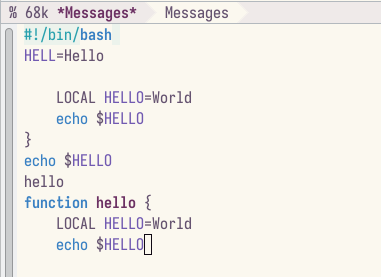 % 68k *Messages* Messages
#!/bin/bash
HELL=Hello
LOCAL HELLO=World
echo $HELLO
}
echo $HELLO
hello
function hello {
LOCAL HELLO=World
echo $HELLO